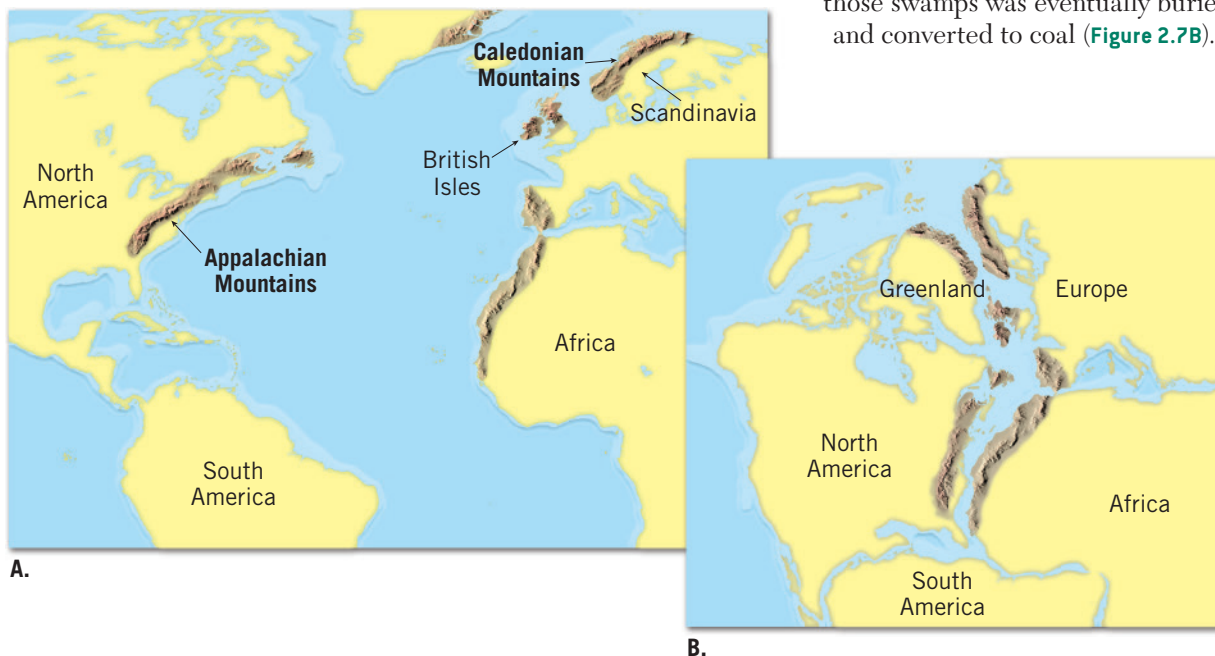 those swamps was eventually burie
and converted to coal (Figure 2.7B).
Caledonian
Mountains
Scandinavia
British
Isles
North
America
Appalachian
Mountains
Africa
South
America
A.
Greenland
Europe
North
America
Africa
South
America
B.